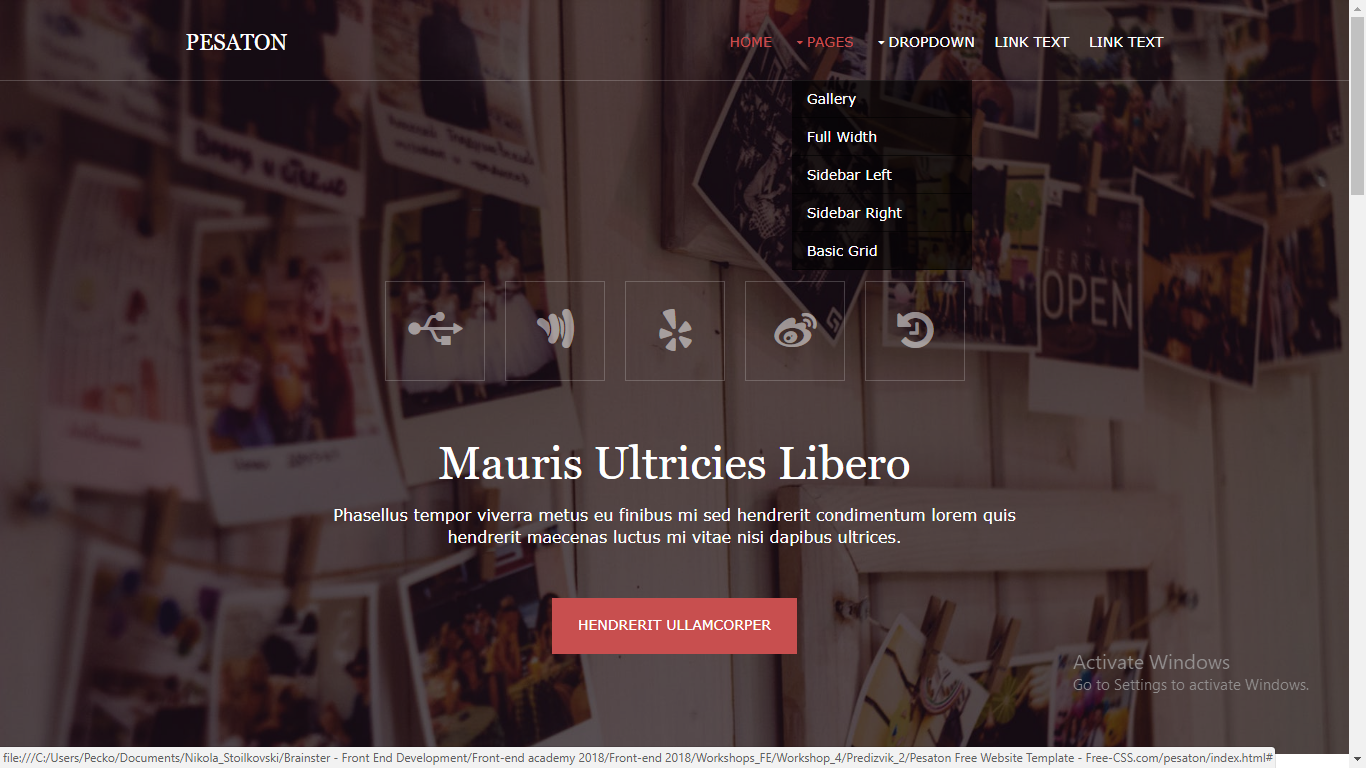 PESATON
HOME PAGES DROPDOWN LINK TEXT LINK TEXT
Gallery
Full Width
Sidebar Left
Sidebar Right
Basic Grid
TERRACE
OPEN
Mauris Ultricies Libero
Phasellus tempor viverra metus eu finibus mi sed hendrerit condimentum lorem quis
hendrerit maecenas luctus mi vitae nisi dapibus ultrices.
HENDRERIT ULLAMCORPER
Activate Windows
Go to Settings to activate Windows.
file:///C:/Users/Pecko/Documents/Nikola_Stoilkovski/Brainster - Front End Development/Front-end academy 2018/Front-end 2018/Workshops_FE/Workshop_4/Predizvik_2/Pesaton Free Website Template - Free-CSS.com/pesaton/index.html#